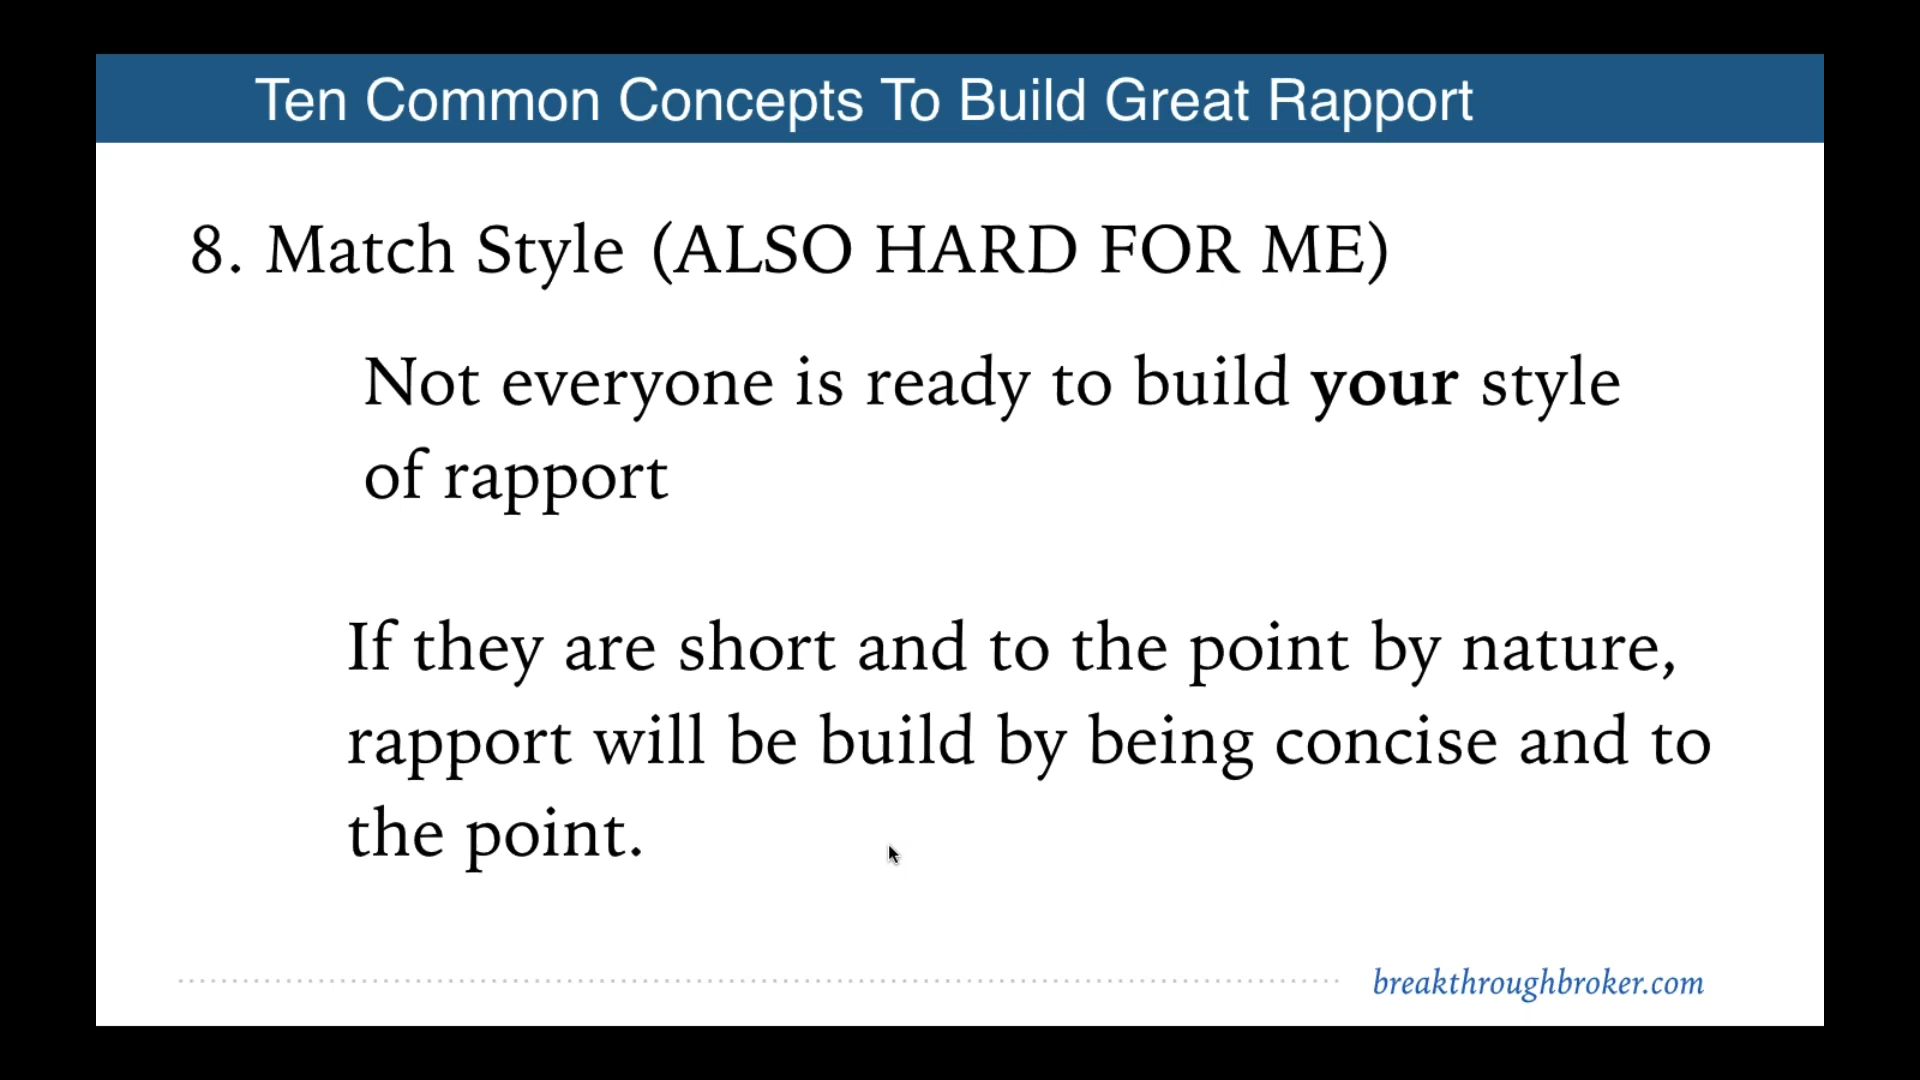 Ten Common Concepts To Build Great Rapport
8. Match Style (ALSO HARD FOR ME)
Not everyone is ready to build your style
of rapport
If they are short and to the point by nature,
rapport will be build by being concise and to
the point.
breakthroughbroker.com